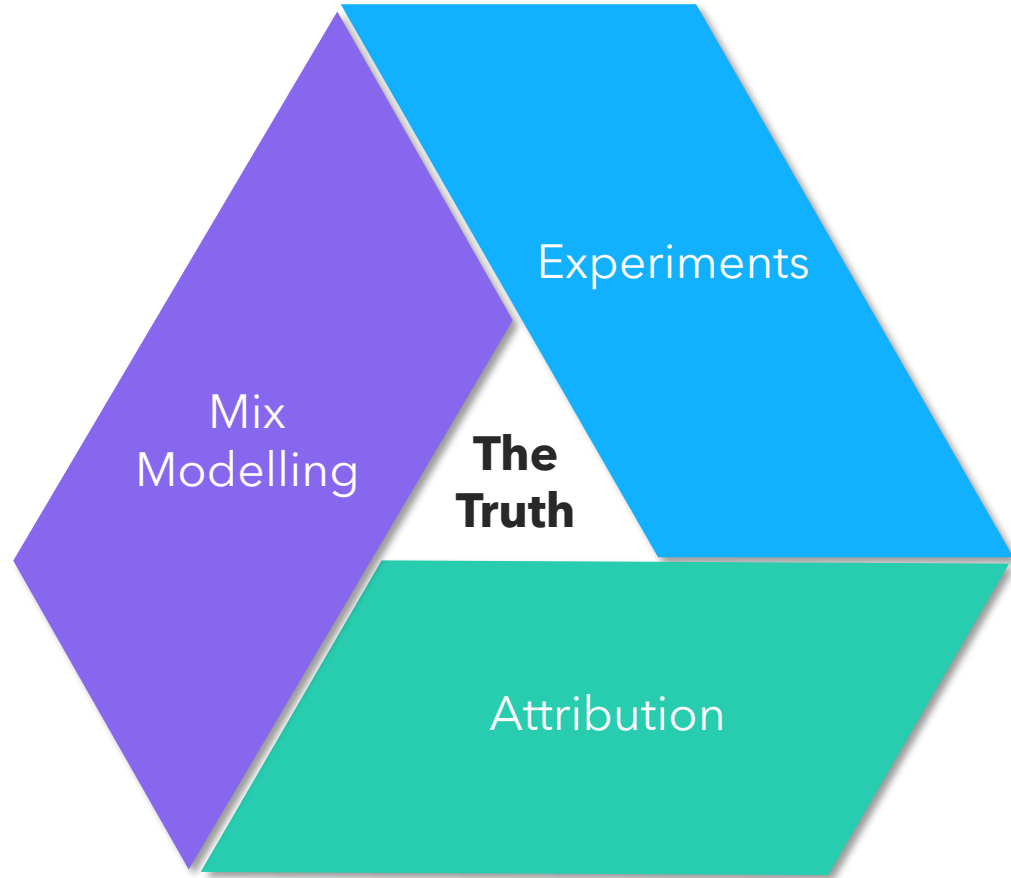 Experiments
Mix
Modelling
The
Truth
Attribution